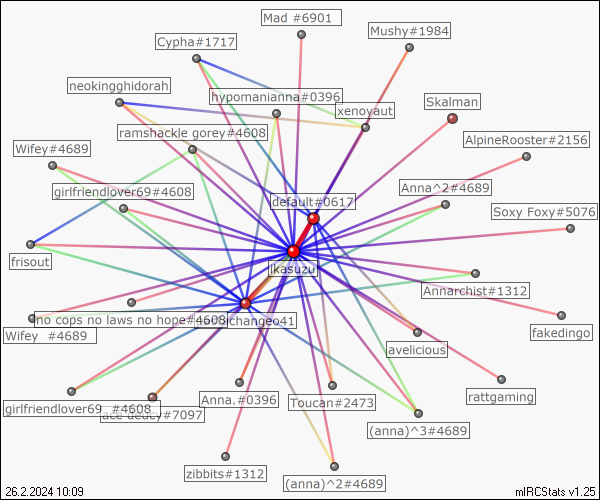 Mad #6901
Mushy#1984
Cypha#1717
neokingghidorah
hypomanianna#0396
xenoyaut
Skalman
ramshackle gorey#4608
AlpineRooster#2156
Wifey#4689
girlfriendlover69#4608
Anna^2#4689
default#0617
Soxy Foxy#5076
frisout
ikasuzu
Annarchist#1312
no cops no laws no hope#4608
changeo41
Wifey #4689
fakedingo
avelicious
rattgaming
girlfriendlover69 #4608
ace deucy#7097
Anna.#0396
Toucan#2473
(anna)^3#4689
zibbits#1312
(anna)^2#4689
26.2.2024 10:09
mIRCStats v1.25